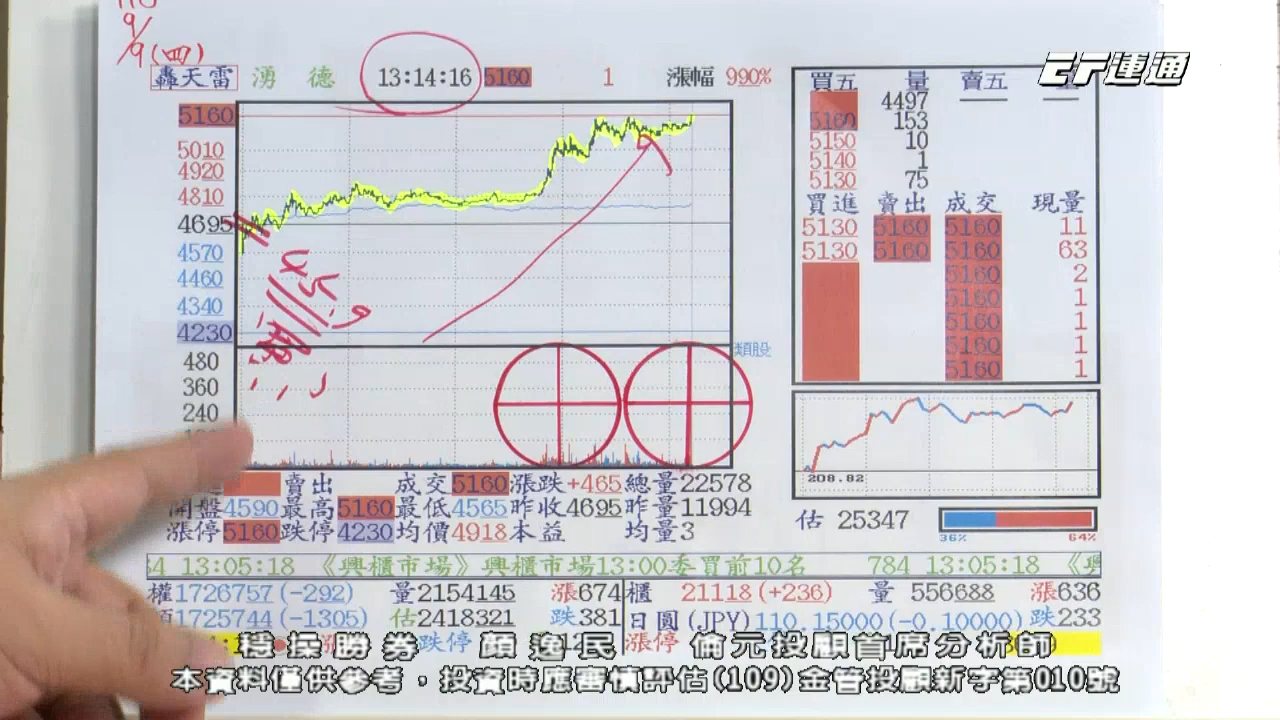 110
9/9(四)
轟天雷 湧 德 13:14:16 5160 1 漲幅 990%
ET運通
買五 量 賣五 量
4497
5160 153
5150 10
5140 1
5130 75
買進 賣出 成交 現量
5130 5160 5160 11
5130 5160 5160 63
5160 2
5160 1
5160 1
5160 1
5160 1
5160
5010
4920
4810
4695
4570
4460
4340
4230
類股
480
360
240
45.9
208.82
賣出 成交 5160 漲跌 +465 總量 22578
開盤 4590 最高 5160 最低 4565 昨收 4695 昨量 11994
漲停 5160 跌停 4230 均價 4918 本益 均量 3
估 25347
36% 64%
13:05:18 《興櫃市場》興櫃市場13:00委買前10名 784 13:05:18
權 1726757 (-292) 量 2154145 漲 674 櫃 21118 (+236) 量 556688 漲 636
1725744 (-1305) 估 2418321 跌 381 日圓(JPY) 110.15000 (-0.10000) 跌 233
跌停 漲停
穩操勝券 顏逸民 倫元投顧首席分析師
本資料僅供參考，投資時應審慎評估(109)金管投顧新字第010號